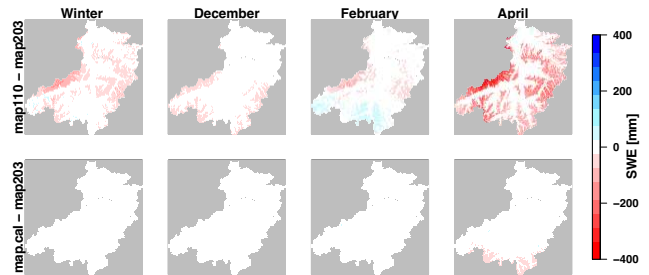 Winter
December
February
April
map110 − map203
map.cal − map203
400
200
0
−200
−400
SWE [mm]